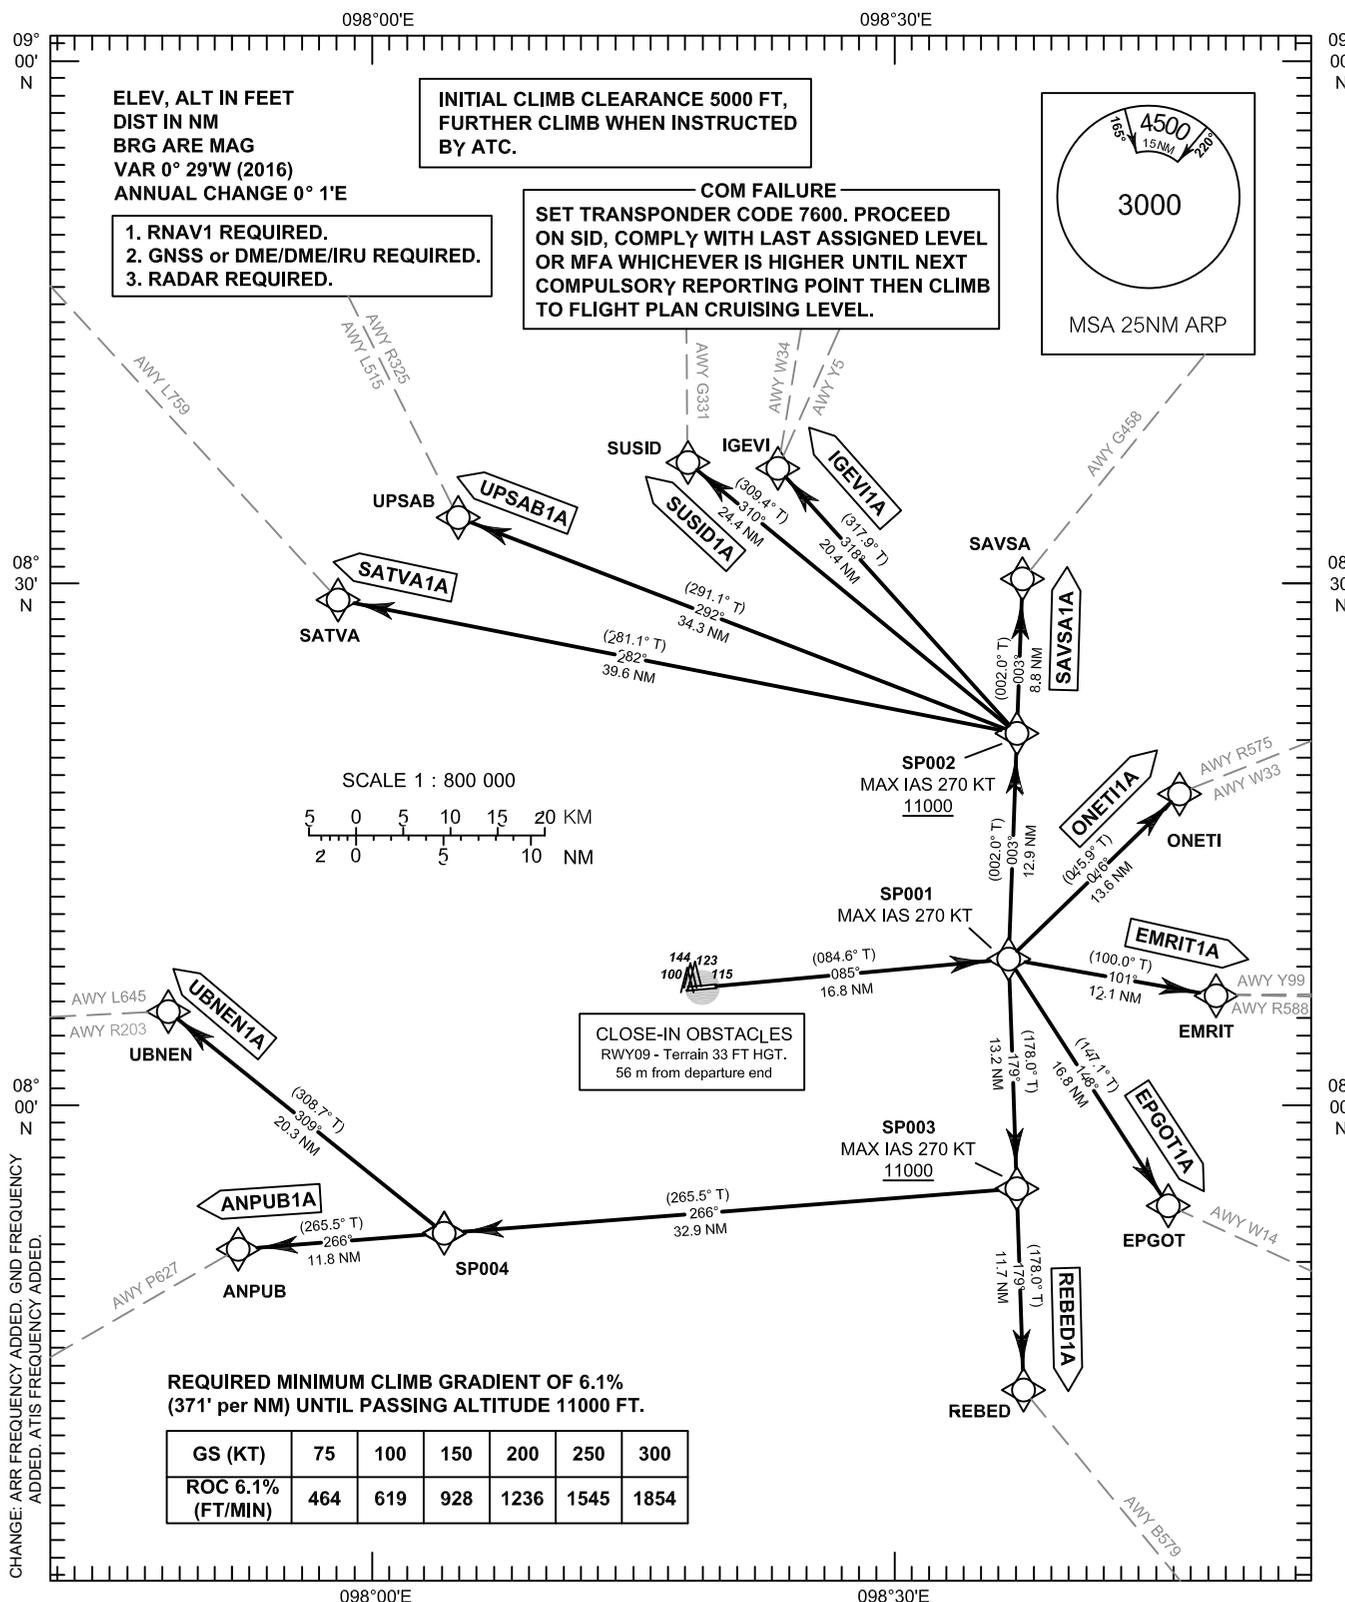 098°00'E
098°30'E
09°
00'
N
09
00
N
ELEV, ALT IN FEET
DIST IN NM
BRG ARE MAG
VAR 0° 29'W (2016)
ANNUAL CHANGE 0° 1'E
INITIAL CLIMB CLEARANCE 5000 FT,
FURTHER CLIMB WHEN INSTRUCTED
BY ATC.
165°
4500
15NM
220°
3000
MSA 25NM ARP
COM FAILURE
SET TRANSPONDER CODE 7600. PROCEED
ON SID, COMPLY WITH LAST ASSIGNED LEVEL
OR MFA WHICHEVER IS HIGHER UNTIL NEXT
COMPULSORY REPORTING POINT THEN CLIMB
TO FLIGHT PLAN CRUISING LEVEL.
1. RNAV1 REQUIRED.
2. GNSS or DME/DME/IRU REQUIRED.
3. RADAR REQUIRED.
AWY L759
AWY R325
AWY L515
AWY G331
AWY W34
AWY Y5
AWY G458
SUSID
IGEVI
IGEVI1A
UPSAB
UPSAB1A
SUSID1A
(309.4° T)
310°
24.4 NM
(317.9° T)
318°
20.4 NM
SAVSA
08°
30'
N
08
30
N
SATVA1A
SATVA
(291.1° T)
292°
34.3 NM
(281.1° T)
282°
39.6 NM
(002.0° T)
003°
8.8 NM
SAVSA1A
SP002
MAX IAS 270 KT
11000
AWY R575
AWY W33
ONETI1A
ONETI
SCALE 1 : 800 000
5 0 5 10 15 20 KM
2 0 5 10 NM
(002.0° T)
003°
12.9 NM
(045.9° T)
046°
13.6 NM
SP001
MAX IAS 270 KT
EMRIT1A
144 123
100 115
(084.6° T)
085°
16.8 NM
(100.0° T)
101°
12.1 NM
AWY Y99
AWY R588
EMRIT
AWY L645
AWY R203
UBNEN1A
UBNEN
CLOSE-IN OBSTACLES
RWY09 - Terrain 33 FT HGT.
56 m from departure end
(178.0° T)
179°
13.2 NM
(147.1° T)
148°
16.8 NM
08°
00'
N
08
00
N
(308.7° T)
309°
20.3 NM
SP003
MAX IAS 270 KT
11000
EPGOT1A
EPGOT
AWY W14
ANPUB1A
(265.5° T)
266°
11.8 NM
(265.5° T)
266°
32.9 NM
SP004
ANPUB
AWY P627
(178.0° T)
179°
11.7 NM
REBED1A
REBED
AWY B579
REQUIRED MINIMUM CLIMB GRADIENT OF 6.1%
(371' per NM) UNTIL PASSING ALTITUDE 11000 FT.
GS (KT) 75 100 150 200 250 300
ROC 6.1%
(FT/MIN) 464 619 928 1236 1545 1854
CHANGE: ARR FREQUENCY ADDED. GND FREQUENCY
ADDED. ATIS FREQUENCY ADDED.
098°00'E
098°30'E